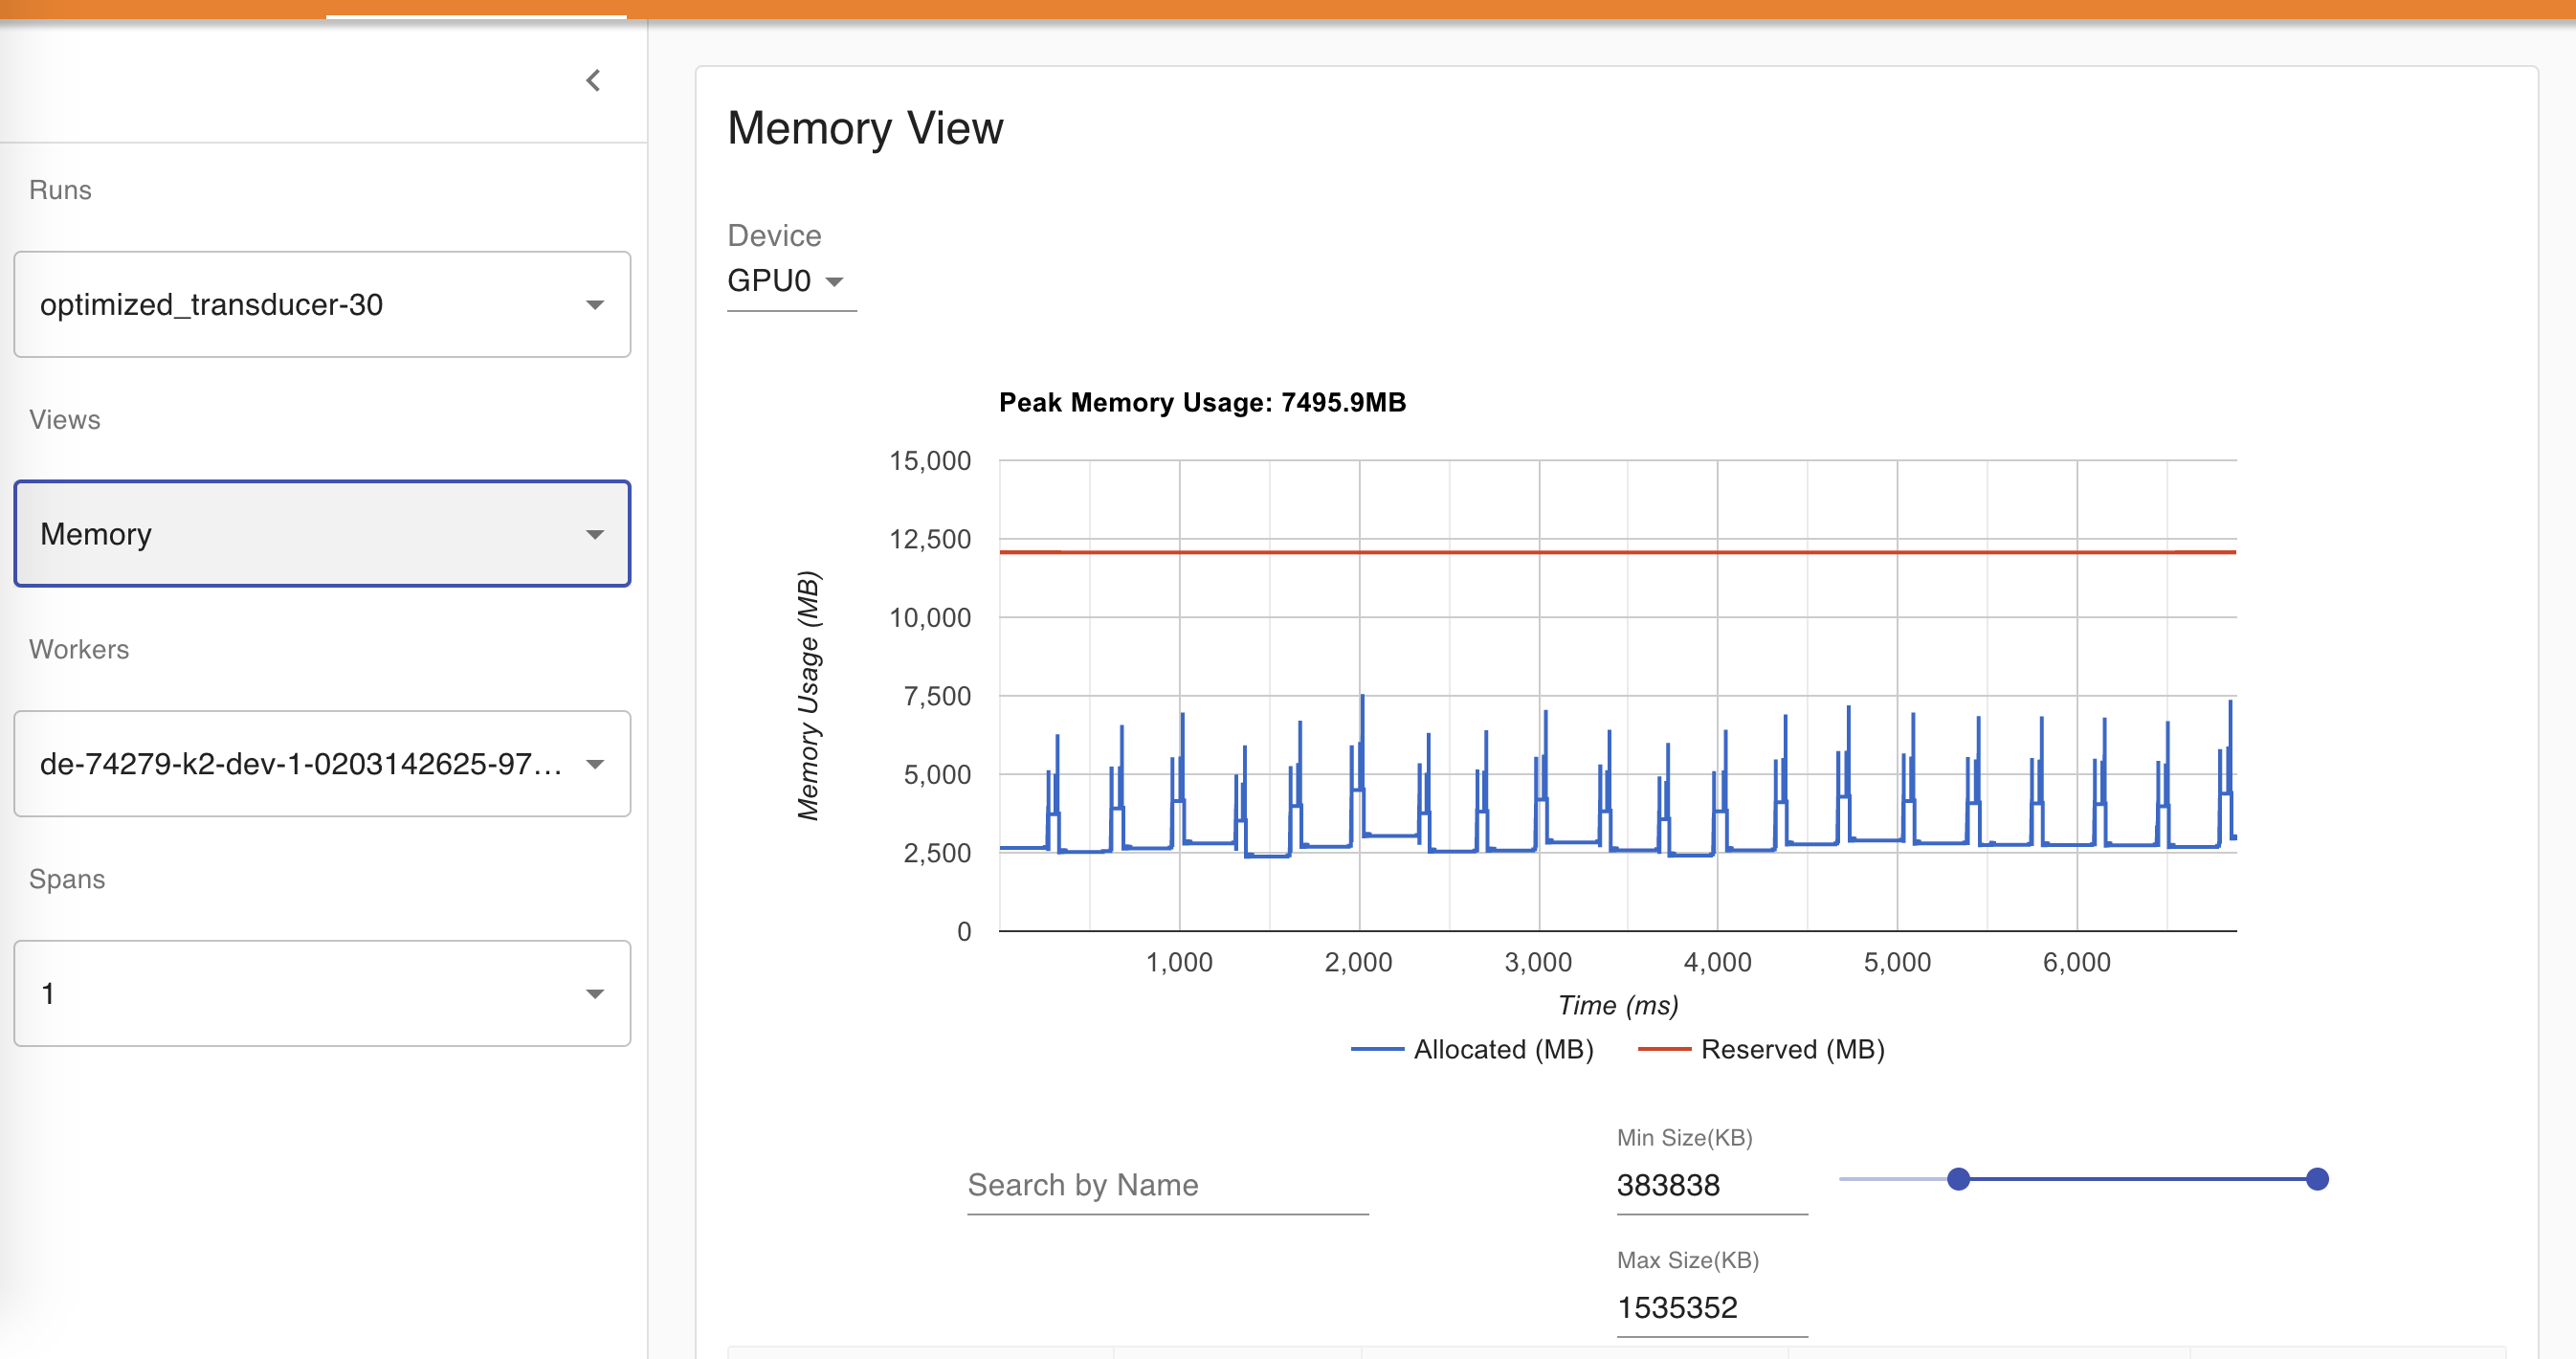 Runs
optimized_transducer-30
Views
Memory
Workers
de-74279-k2-dev-1-0203142625-97...
Spans
1
Memory View
Device
GPU0
Peak Memory Usage: 7495.9MB
Memory Usage (MB)
15,000
12,500
10,000
7,500
5,000
2,500
0
1,000 2,000 3,000 4,000 5,000 6,000
Time (ms)
Allocated (MB) Reserved (MB)
Search by Name
Min Size(KB)
383838
Max Size(KB)
1535352